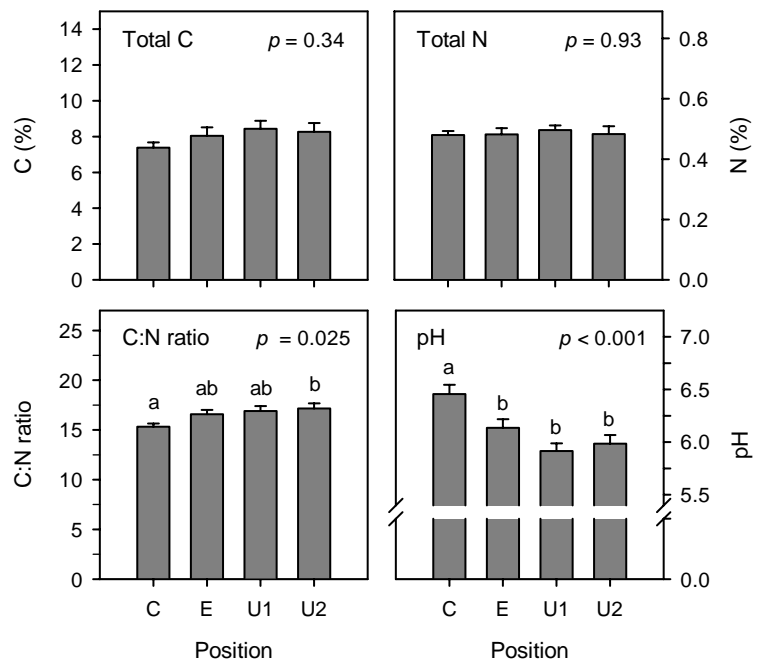 Total C
p = 0.34
C (%)
14
12
10
8
6
4
2
0
Total N
p = 0.93
N (%)
0.8
0.6
0.4
0.2
0.0
C:N ratio
p = 0.025
C:N ratio
25
20
15
10
5
0
a
ab
ab
b
C
E
U1
U2
Position
pH
p < 0.001
pH
7.0
6.5
6.0
5.5
0.0
a
b
b
b
C
E
U1
U2
Position